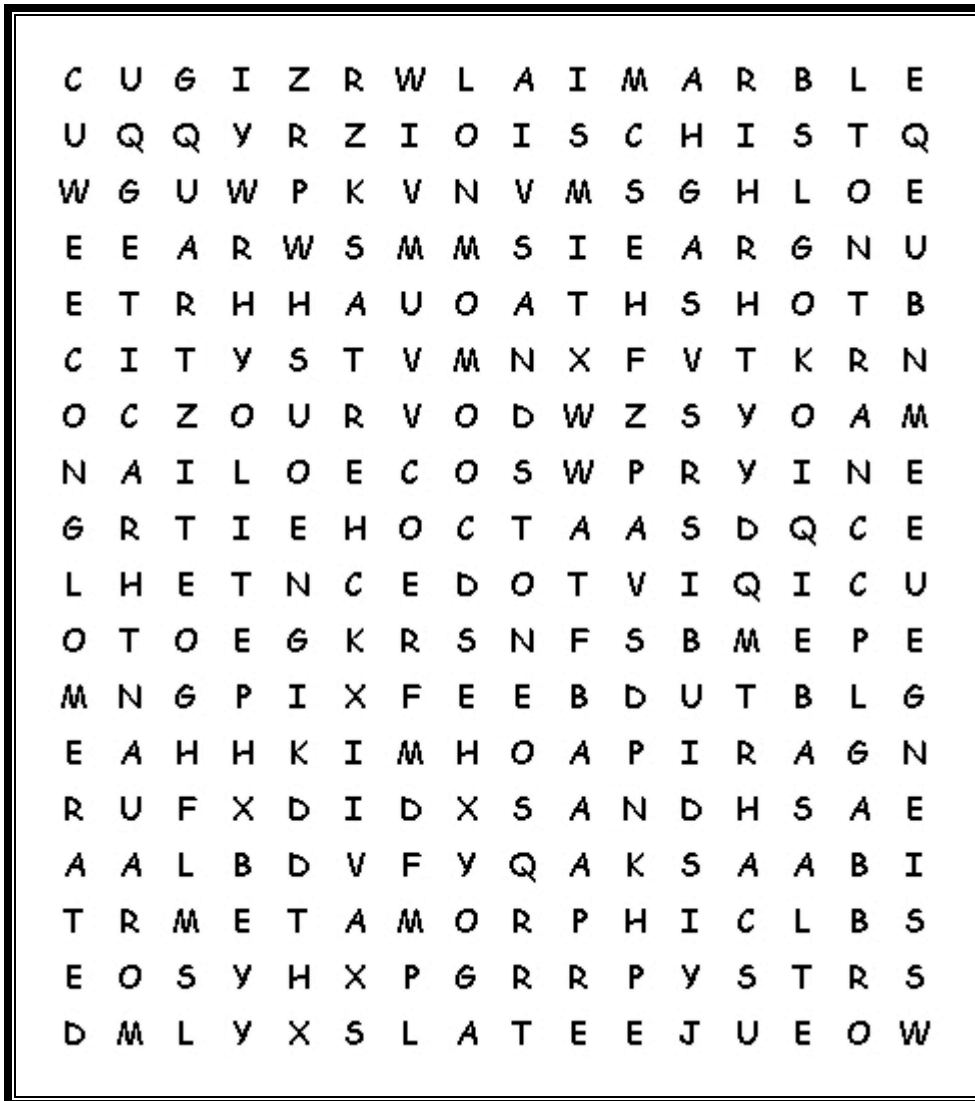 C U G I Z R W L A I M A R B L E
U Q Q Y R Z I O I S C H I S T Q
W G U W P K V N V M S G H L O E
E E A R W S M M S I E A R G N U
E T R H H A U O A T H S H O T B
C I T Y S T V M N X F V T K R N
O C Z O U R V O D W Z S Y O A M
N A I L O E C O S W P R Y I N E
G R T I E H O C T A A S D Q C E
L H E T N C E D O T V I Q I C U
O T O E G K R S N F S B M E P E
M N G P I X F E E B D U T B L G
E A H H K I M H O A P I R A G N
R U F X D I D X S A N D H S A E
A A L B D V F Y Q A K S A A B I
T R M E T A M O R P H I C L B S
E O S Y H X P G R R P Y S T R S
D M L Y X S L A T E E J U E O W